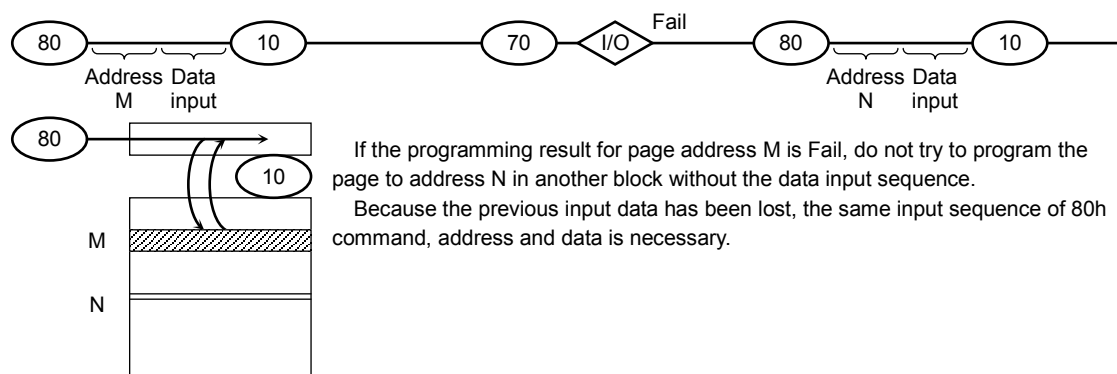 Fail
80 10 70 I/O 80 10
Address Data Address Data
M input N input
80
10
If the programming result for page address M is Fail, do not try to program the
page to address N in another block without the data input sequence.
Because the previous input data has been lost, the same input sequence of 80h
command, address and data is necessary.
M
N